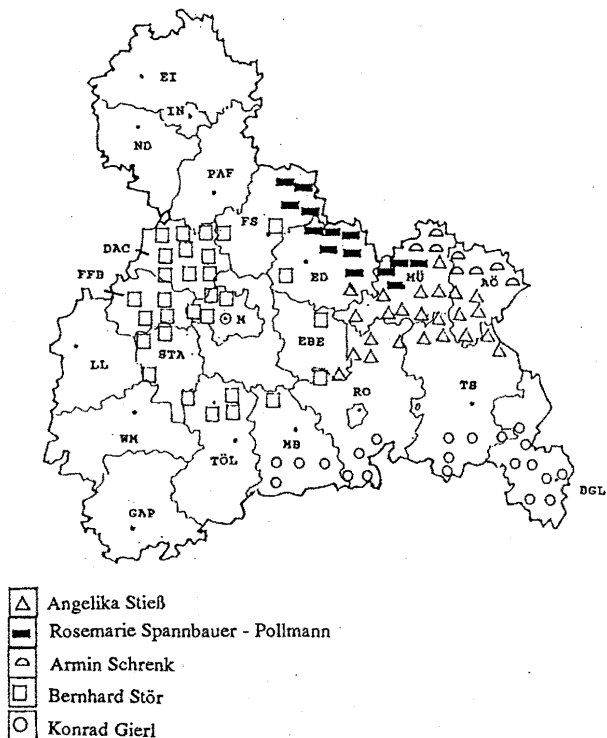 EI
IN
ND
PAF
FS
DAC
FFB
ED
MÜ
AÖ
M
EBE
LL
STA
RO
TS
WM
TÖL
MB
BGL
GAP
Angelika Stieß
Rosemarie Spannbauer - Pollmann
Armin Schrenk
Bernhard Stör
Konrad Gierl